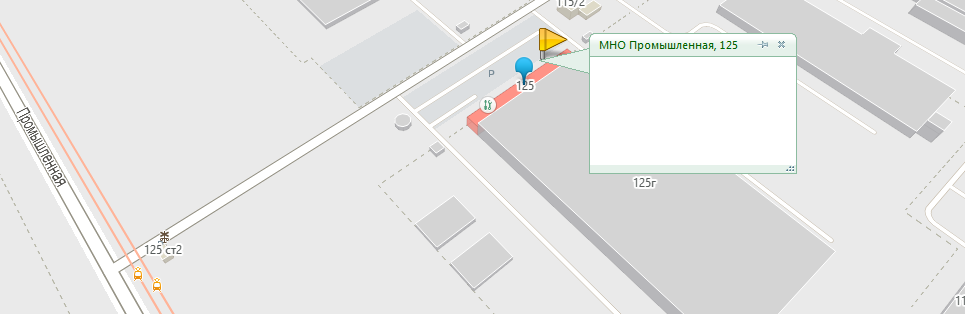 115/2
МНО Промышленная, 125
P
125
Промышленная
125г
125 ст2
11